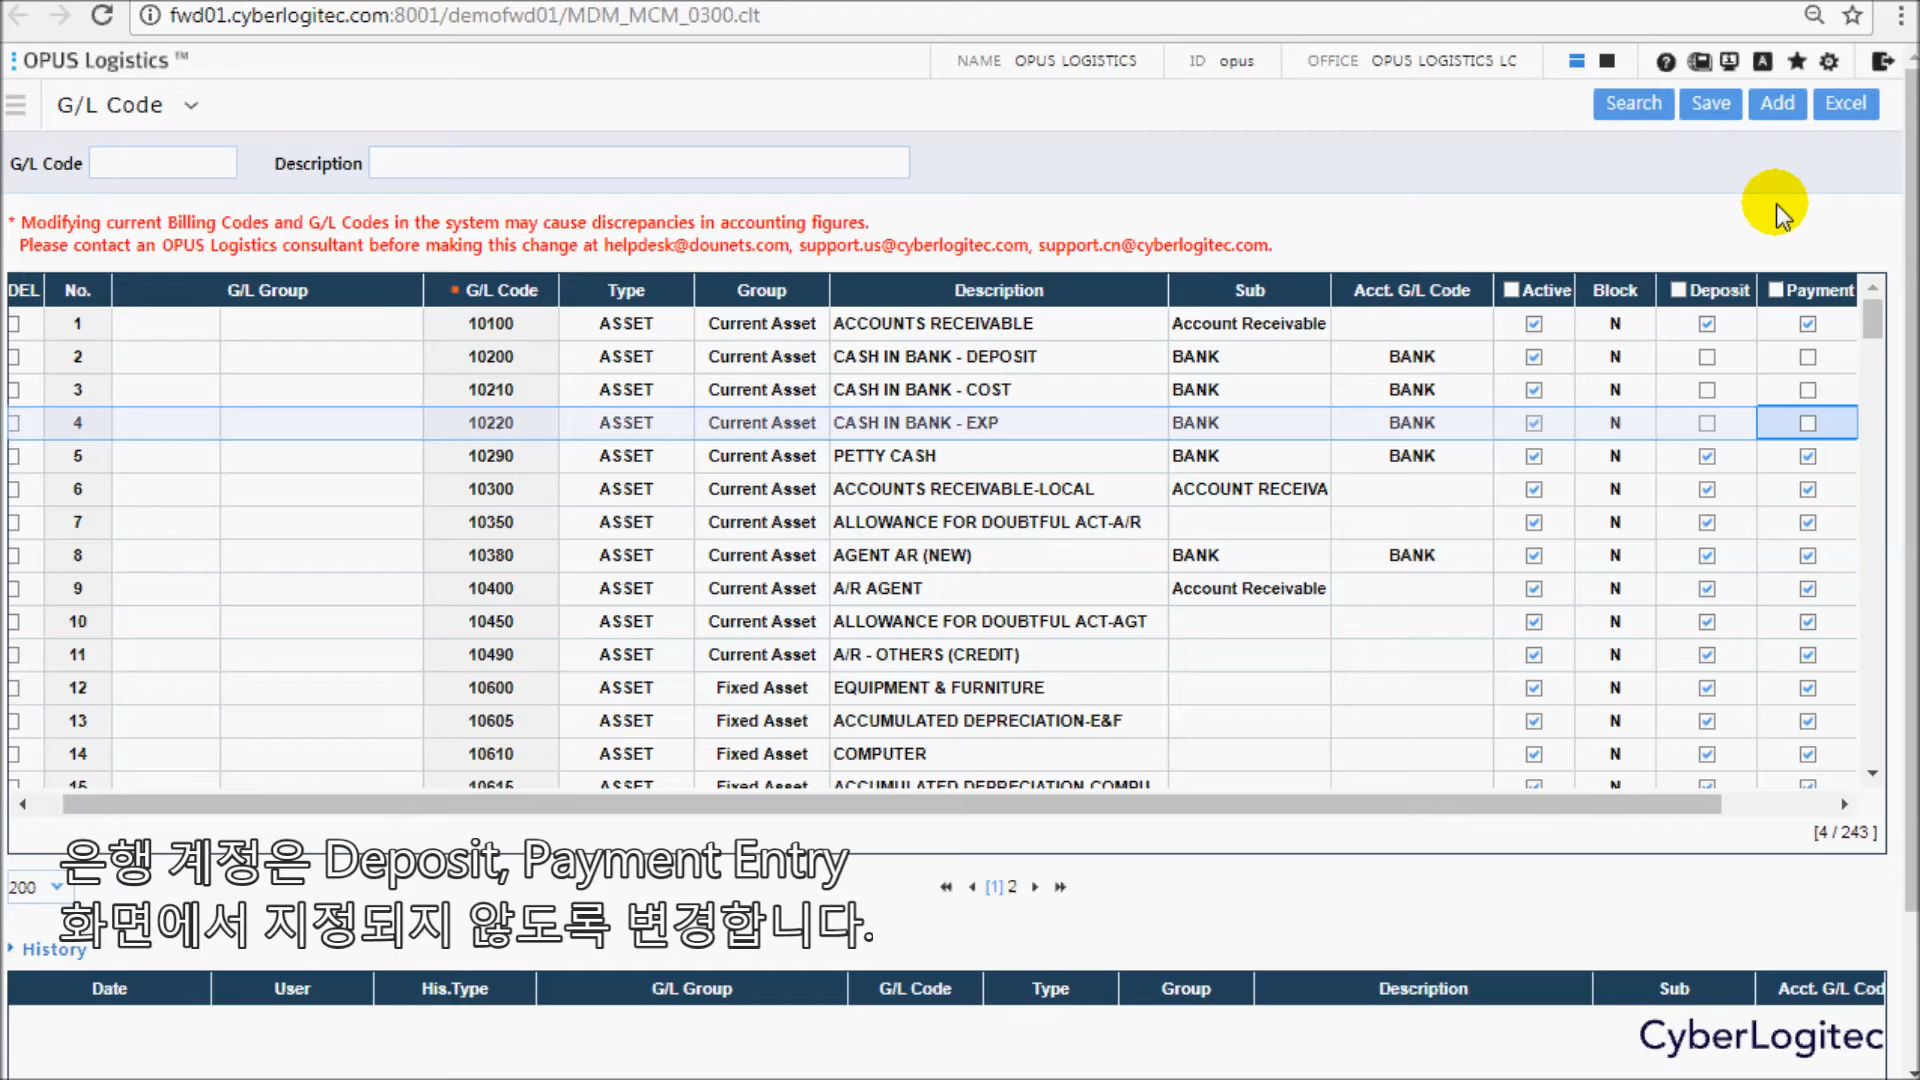 fwd01.cyberlogitec.com:8001/demofwd01/MDM_MCM_0300.clt
OPUS Logistics ™ NAME OPUS LOGISTICS ID opus OFFICE OPUS LOGISTICS LC
G/L Code Search Save Add Excel
G/L Code Description
* Modifying current Billing Codes and G/L Codes in the system may cause discrepancies in accounting figures.
Please contact an OPUS Logistics consultant before making this change at helpdesk@dounets.com, support.us@cyberlogitec.com, support.cn@cyberlogitec.com.
DEL No. G/L Group * G/L Code Type Group Description Sub Acct. G/L Code Active Block Deposit Payment
1 10100 ASSET Current Asset ACCOUNTS RECEIVABLE Account Receivable N
2 10200 ASSET Current Asset CASH IN BANK - DEPOSIT BANK BANK N
3 10210 ASSET Current Asset CASH IN BANK - COST BANK BANK N
4 10220 ASSET Current Asset CASH IN BANK - EXP BANK BANK N
5 10290 ASSET Current Asset PETTY CASH BANK BANK N
6 10300 ASSET Current Asset ACCOUNTS RECEIVABLE-LOCAL ACCOUNT RECEIVA N
7 10350 ASSET Current Asset ALLOWANCE FOR DOUBTFUL ACT-A/R N
8 10380 ASSET Current Asset AGENT AR (NEW) BANK BANK N
9 10400 ASSET Current Asset A/R AGENT Account Receivable N
10 10450 ASSET Current Asset ALLOWANCE FOR DOUBTFUL ACT-AGT N
11 10490 ASSET Current Asset A/R - OTHERS (CREDIT) N
12 10600 ASSET Fixed Asset EQUIPMENT & FURNITURE N
13 10605 ASSET Fixed Asset ACCUMULATED DEPRECIATION-E&F N
14 10610 ASSET Fixed Asset COMPUTER N
15 10615 ASSET Fixed Asset ACCUMULATED DEPRECIATION-COMPU N
[4 / 243 ]
은행 계정은 Deposit, Payment Entry
200 [1] 2
화면에서 지정되지 않도록 변경합니다.
History
Date User His.Type G/L Group G/L Code Type Group Description Sub Acct. G/L Cod
CyberLogitec